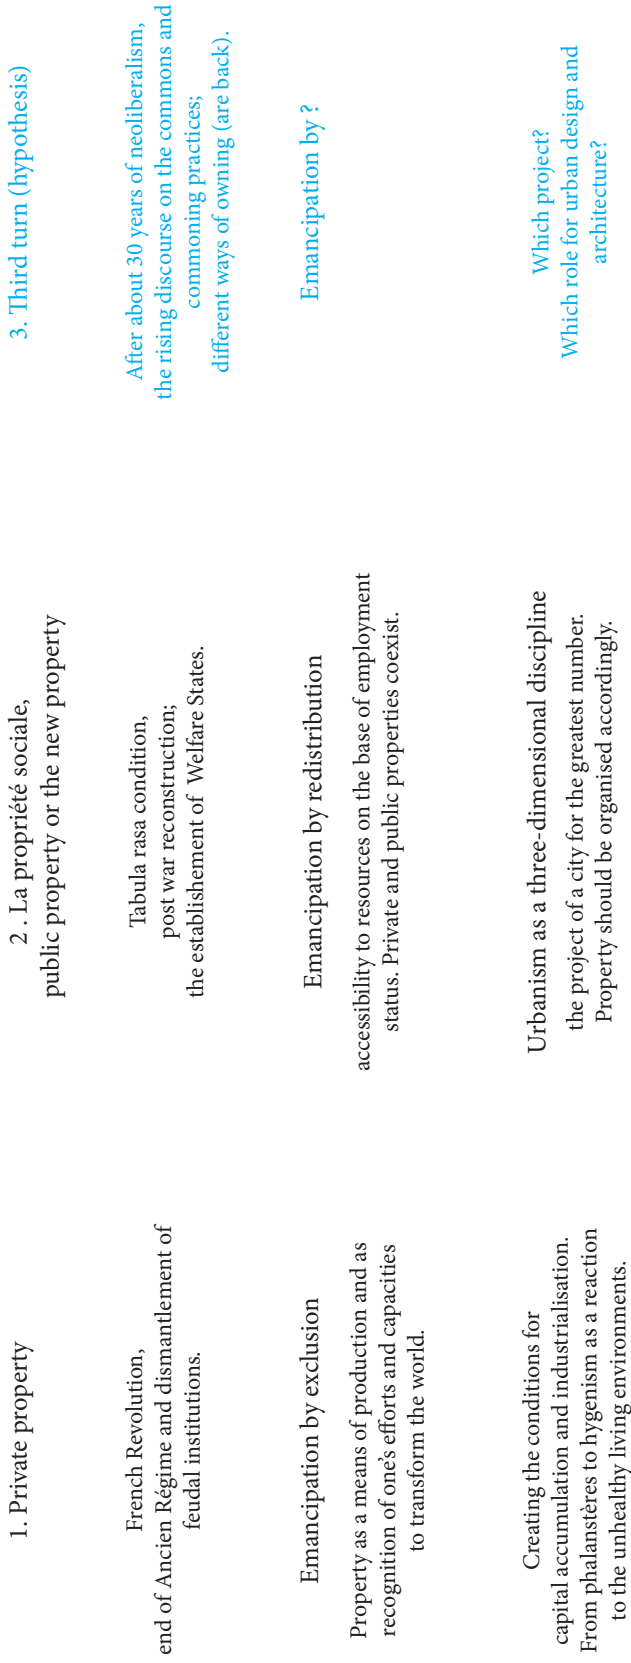 1. Private property
French Revolution,
end of Ancien Régime and dismantlement of
feudal institutions.
Emancipation by exclusion
Property as a means of production and as
recognition of one's efforts and capacities
to transform the world.
Creating the conditions for
capital accumulation and industrialisation.
From phalanstères to hygenism as a reaction
to the unhealthy living environments.
2 . La propriété sociale,
public property or the new property
Tabula rasa condition,
post war reconstruction;
the establishement of Welfare States.
Emancipation by redistribution
accessibility to resources on the base of employment
status. Private and public properties coexist.
Urbanism as a three-dimensional discipline
the project of a city for the greatest number.
Property should be organised accordingly.
3. Third turn (hypothesis)
After about 30 years of neoliberalism,
the rising discourse on the commons and
commoning practices;
different ways of owning (are back).
Emancipation by ?
Which project?
Which role for urban design and
architecture?